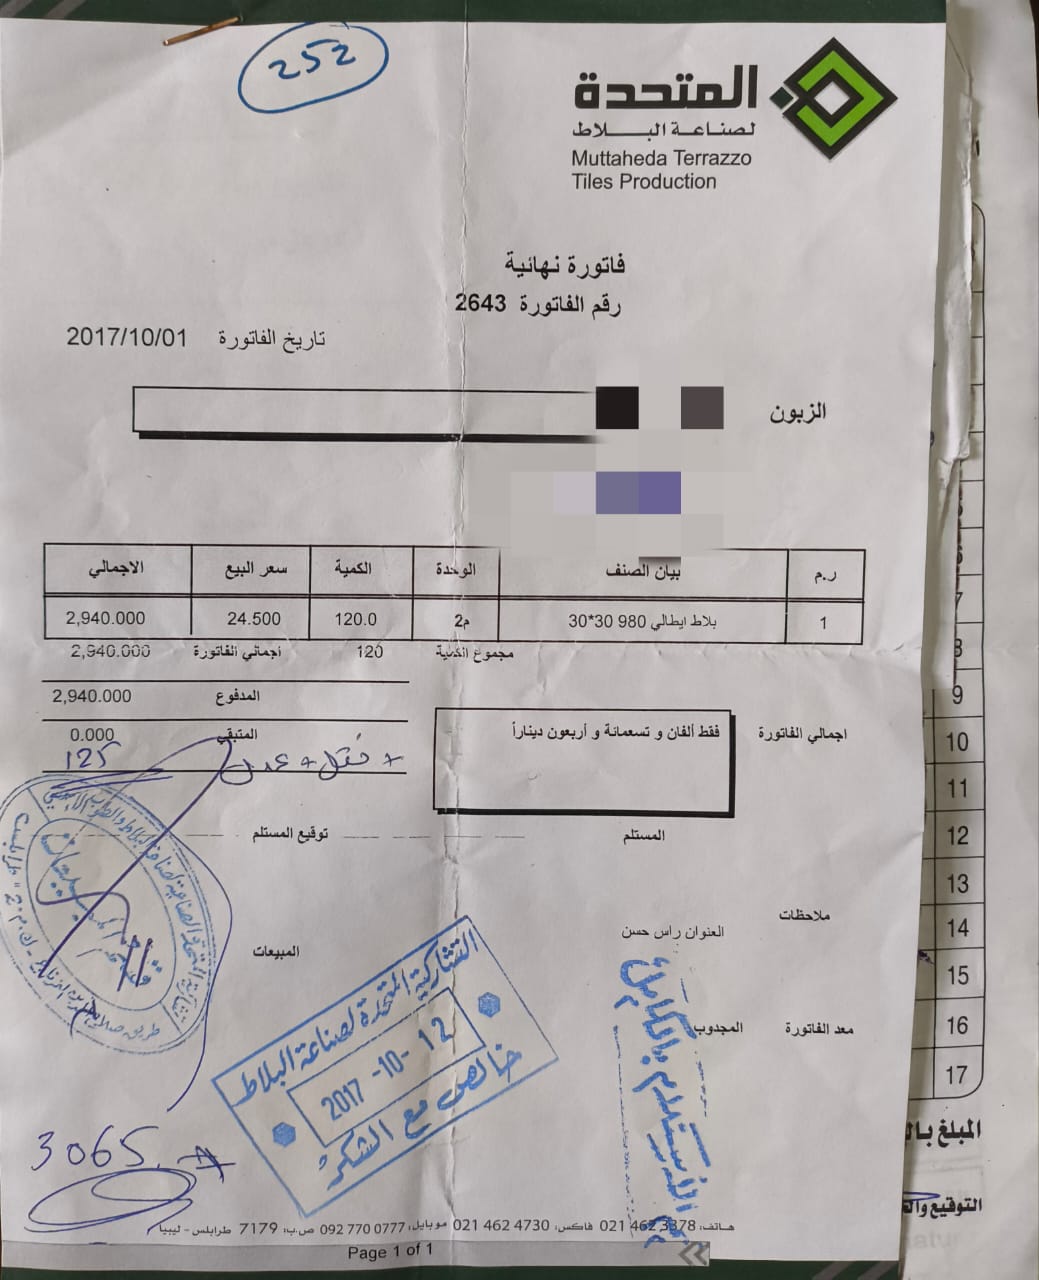 252
المتحدة
لصناعة البلاط
Muttaheda Terrazzo
Tiles Production
فاتورة نهائية
رقم الفاتورة 2643
تاريخ الفاتورة 2017/10/01
الزبون
ر.م بيان الصنف الوحدة الكمية سعر البيع الاجمالي
1 بلاط ايطالي 980 30*30 م2 120.0 24.500 2,940.000
مجموع الكمية 120 اجمالي الفاتورة 2,940.000
المدفوع 2,940.000
المتبقي 0.000
اجمالي الفاتورة فقط ألفان و تسعمائة و أربعون ديناراً
+ نقل + عدل 125
المستلم توقيع المستلم
ملاحظات
العنوان راس حسن
المبيعات
معد الفاتورة المجدوب
التشاركية المتحدة لصناعة البلاط
2017 -10- 12
خالص مع الشكر
تم الاستلام بالكامل
3065
هاتف: 021 462 3378 فاكس: 021 462 4730 موبايل: 092 770 0777 ص.ب: 7179 طرابلس - ليبيا
Page 1 of 1
7
8
9
10
11
12
13
14
15
16
17
المبلغ
التوقيع